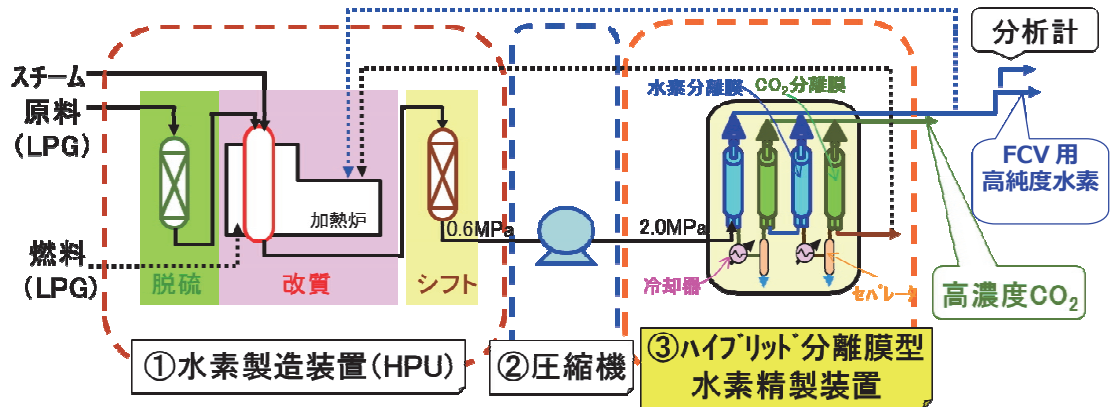 スチーム
原料
(LPG)
燃料
(LPG)
脱硫
改質
シフト
加熱炉
0.6MPa
2.0MPa
水素分離膜
CO₂分離膜
冷却器
セパレータ
分析計
FCV用
高純度水素
高濃度CO₂
①水素製造装置(HPU)
②圧縮機
③ハイブリッド分離膜型
水素精製装置